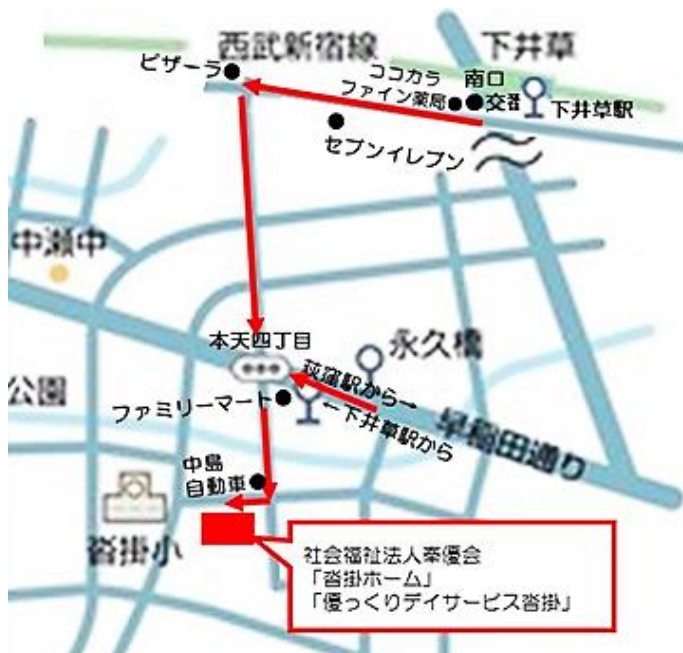 西武新宿線
下井草
ピザーラ
ココカラ
ファイン薬局
南口
交番
下井草駅
セブンイレブン
中瀬中
本天四丁目
永久橋
荻窪駅から→
公園
ファミリーマート
←下井草駅から
早稲田通り
中島
自動車
沓掛小
社会福祉法人奉優会
「沓掛ホーム」
「優っくりデイサービス沓掛」